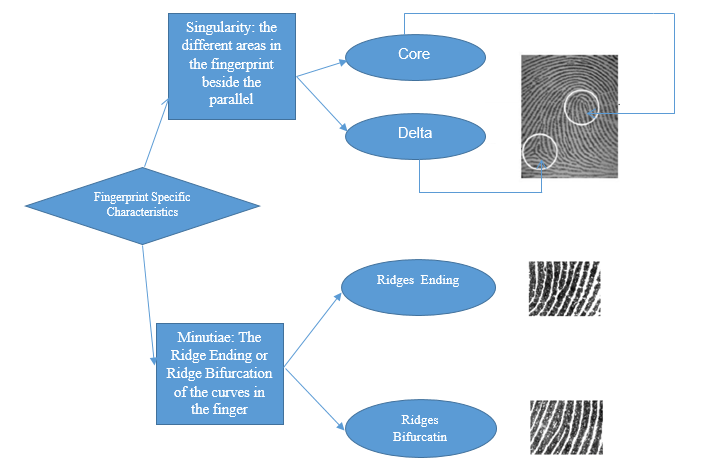 Singularity: the
different areas in
the fingerprint
beside the
parallel
Core
Delta
Fingerprint Specific
Characteristics
Ridges Ending
Minutiae: The
Ridge Ending or
Ridge Bifurcation
of the curves in
the finger
Ridges
Bifurcatin